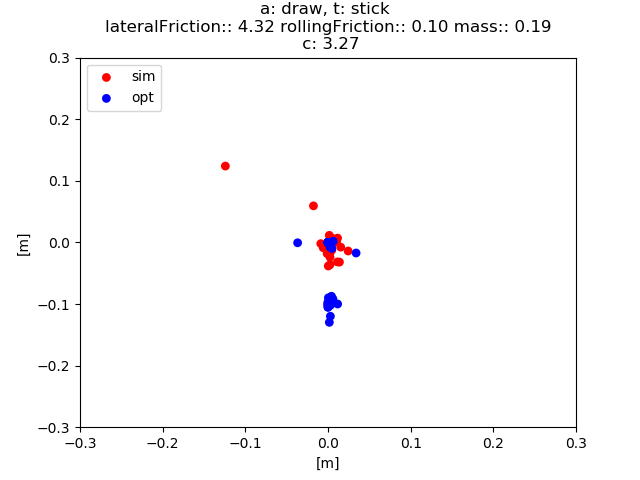 a: draw, t: stick
lateralFriction:: 4.32 rollingFriction:: 0.10 mass:: 0.19
c: 3.27
sim
opt
0.3
0.2
0.1
0.0
−0.1
−0.2
−0.3
[m]
−0.3
−0.2
−0.1
0.0
0.1
0.2
0.3
[m]